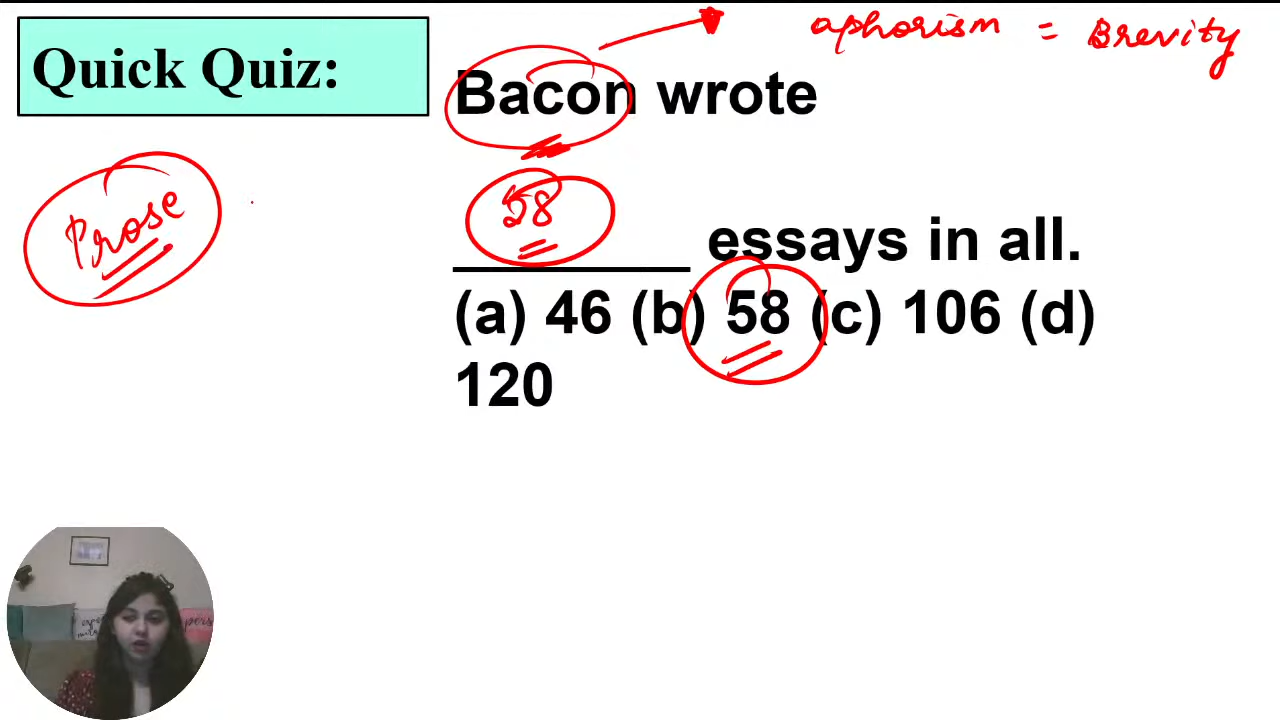 aphorism = Brevity
Quick Quiz:
Bacon wrote
Prose
58
________ essays in all.
(a) 46 (b) 58 (c) 106 (d)
120